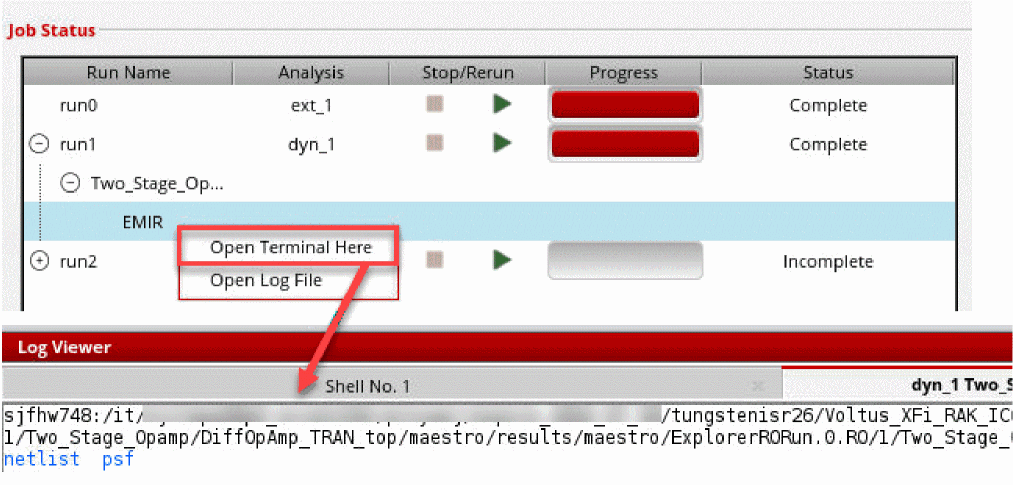 Job Status
Run Name Analysis Stop/Rerun Progress Status
run0 ext_1 Complete
run1 dyn_1 Complete
Two_Stage_Op...
EMIR
Open Terminal Here
run2 Incomplete
Open Log File
Log Viewer
Shell No. 1 dyn_1 Two_S
sjfhw748:/it/ /tungstenisr26/Voltus_XFi_RAK_IC
1/Two_Stage_Opamp/DiffOpAmp_TRAN_top/maestro/results/maestro/ExplorerRORun.0.RO/1/Two_Stage_
netlist psf